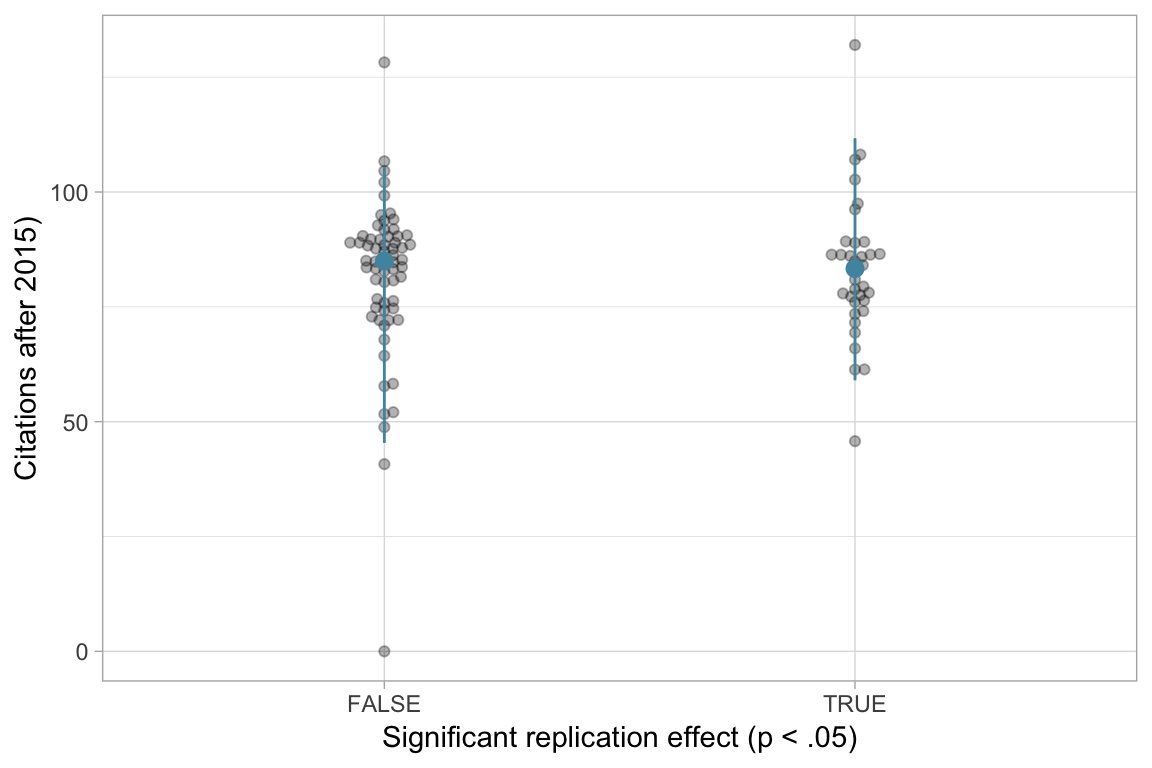 Citations after 2015)
100
50
0
FALSE
TRUE
Significant replication effect (p < .05)